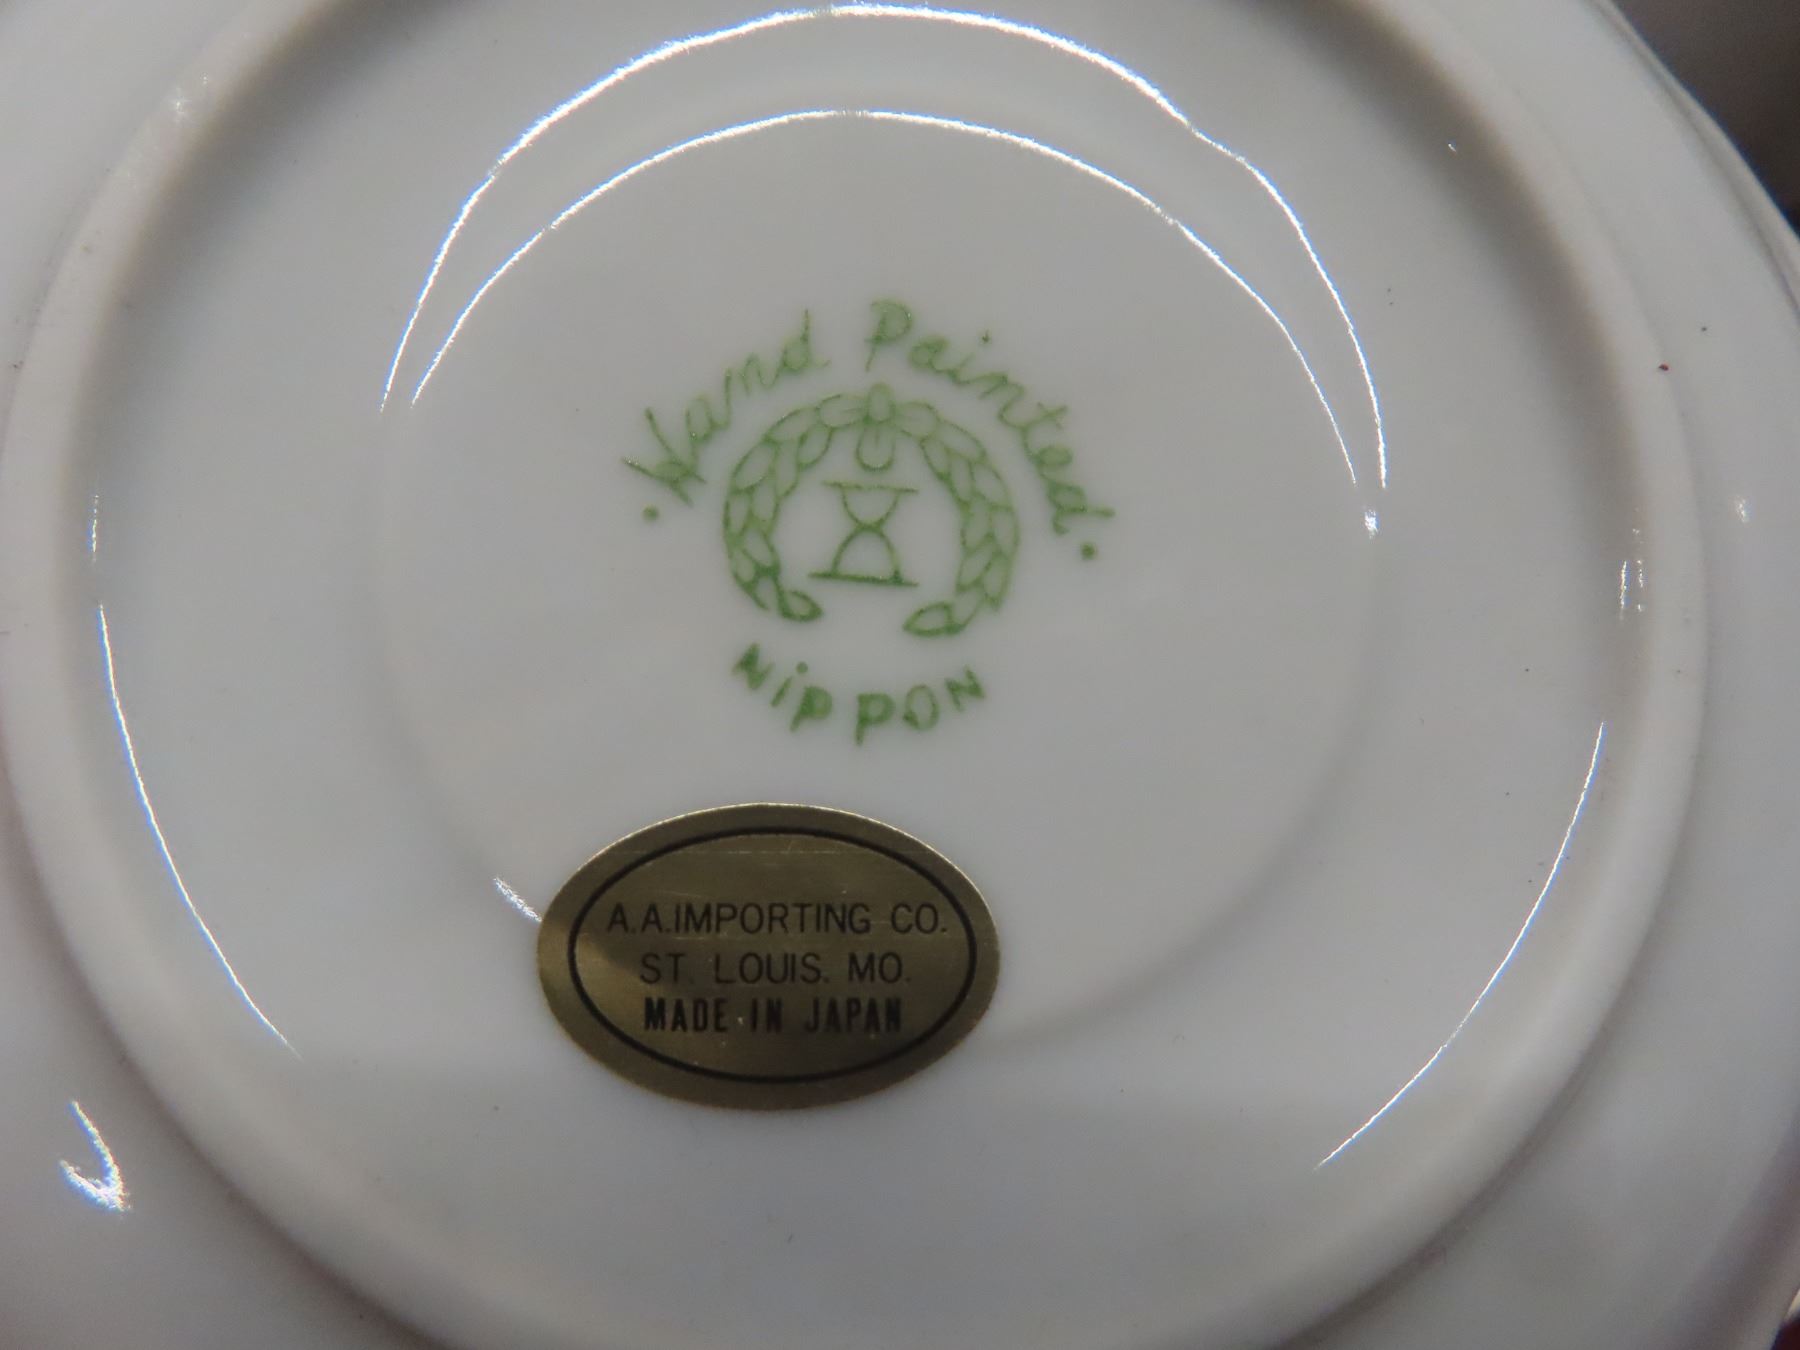 Hand Painted
NiPPON
A.A.IMPORTING CO.
ST. LOUIS. MO.
MADE IN JAPAN